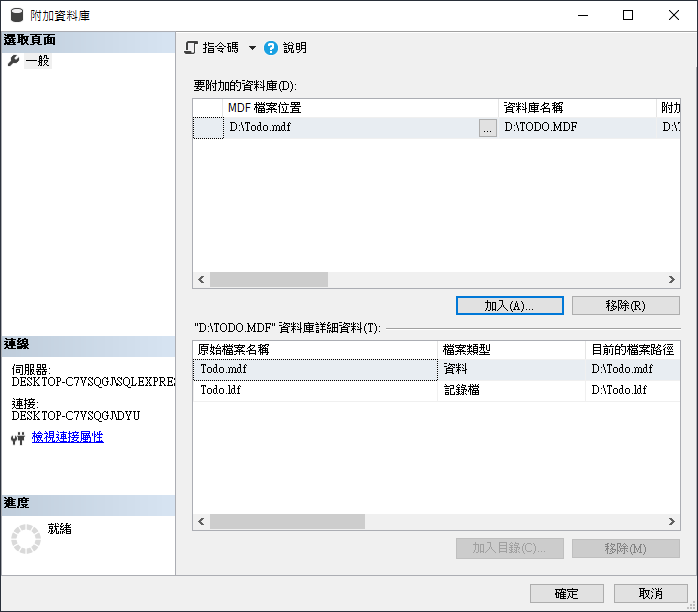 附加資料庫
選取頁面
一般
指令碼 說明
要附加的資料庫(D):
MDF 檔案位置 資料庫名稱 附加
D:\Todo.mdf ... D:\TODO.MDF D:\T
加入(A)... 移除(R)
"D:\TODO.MDF" 資料庫詳細資料(T):
原始檔案名稱 檔案類型 目前的檔案路徑
Todo.mdf 資料 D:\Todo.mdf
Todo.ldf 記錄檔 D:\Todo.ldf
加入目錄(C)... 移除(M)
連線
伺服器:
DESKTOP-C7VSQGJ\SQLEXPRES
連接:
DESKTOP-C7VSQGJ\DYU
檢視連接屬性
進度
就緒
確定 取消